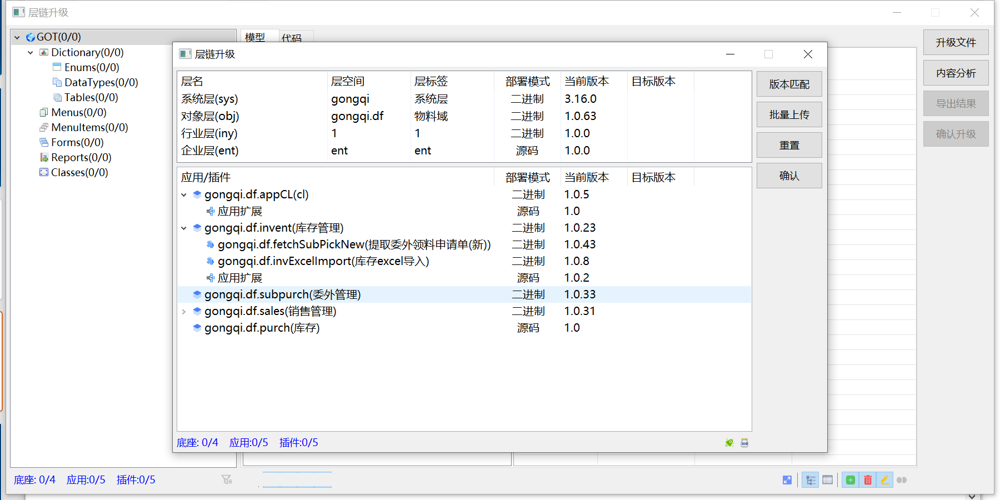 层链升级
GOT(0/0)
Dictionary(0/0)
Enums(0/0)
DataTypes(0/0)
Tables(0/0)
Menus(0/0)
MenuItems(0/0)
Forms(0/0)
Reports(0/0)
Classes(0/0)
模型 代码
升级文件
内容分析
导出结果
确认升级
层链升级
层名 层空间 层标签 部署模式 当前版本 目标版本
系统层(sys) gongqi 系统层 二进制 3.16.0
对象层(obj) gongqi.df 物料域 二进制 1.0.63
行业层(iny) 1 1 二进制 1.0.0
企业层(ent) ent ent 源码 1.0.0
版本匹配
批量上传
重置
确认
应用/插件 部署模式 当前版本 目标版本
gongqi.df.appCL(cl) 二进制 1.0.5
应用扩展 源码 1.0
gongqi.df.invent(库存管理) 二进制 1.0.23
gongqi.df.fetchSubPickNew(提取委外领料申请单(新)) 二进制 1.0.43
gongqi.df.invExcelImport(库存excel导入) 二进制 1.0.8
应用扩展 源码 1.0.2
gongqi.df.subpurch(委外管理) 二进制 1.0.33
gongqi.df.sales(销售管理) 二进制 1.0.31
gongqi.df.purch(库存) 源码 1.0
底座: 0/4 应用:0/5 插件:0/5
底座: 0/4 应用:0/5 插件:0/5